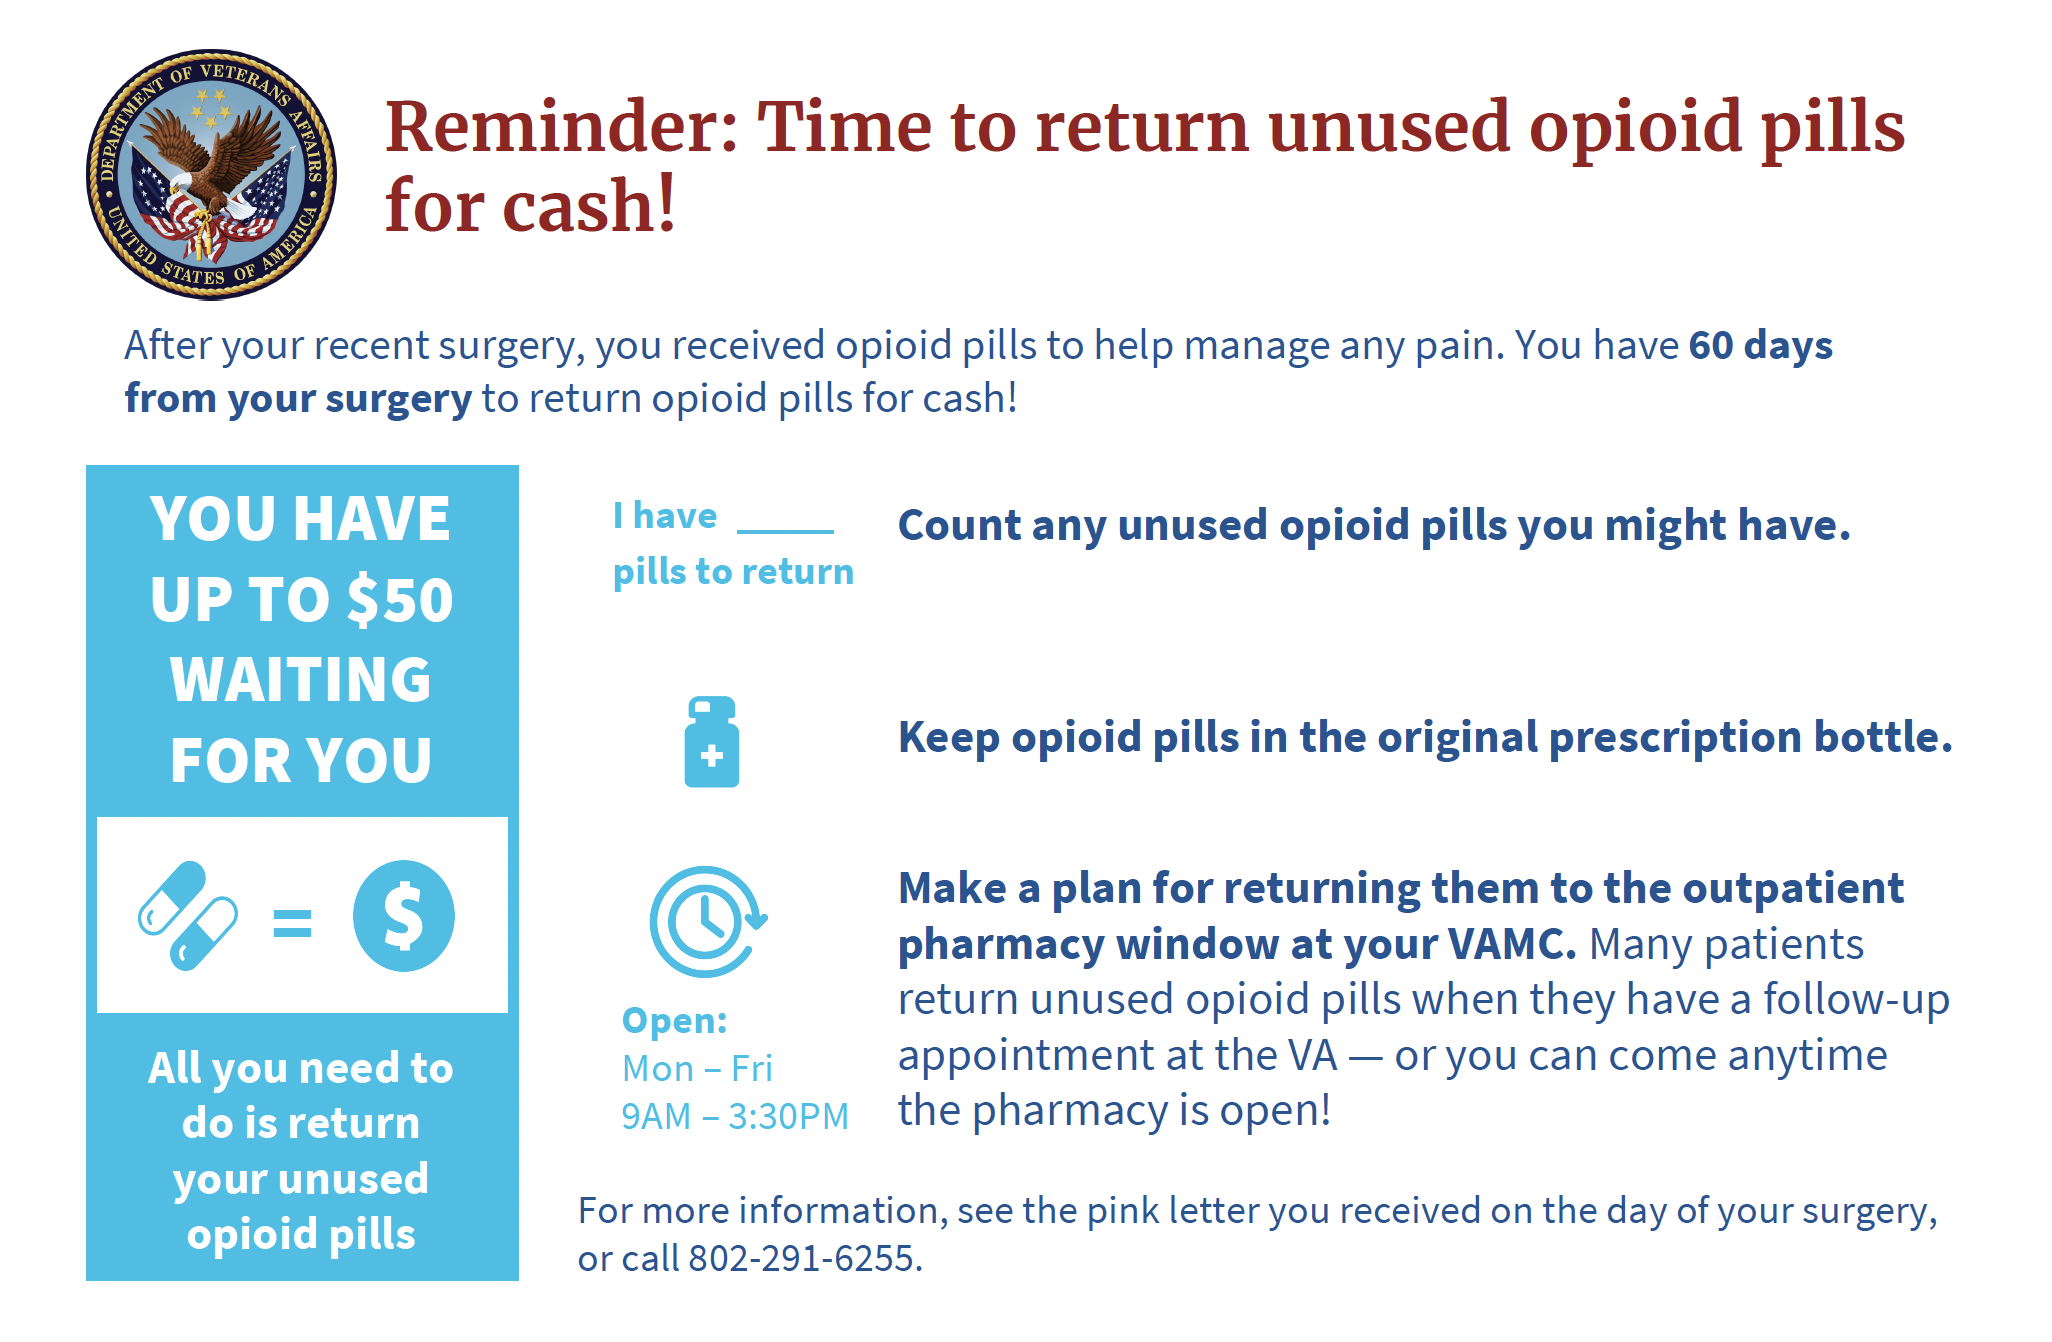 DEPARTMENT OF VETERANS AFFAIRS
UNITED STATES OF AMERICA
Reminder: Time to return unused opioid pills
for cash!
After your recent surgery, you received opioid pills to help manage any pain. You have 60 days
from your surgery to return opioid pills for cash!
YOU HAVE
UP TO $50
WAITING
FOR YOU
= $
All you need to
do is return
your unused
opioid pills
I have _____
pills to return
Count any unused opioid pills you might have.
Keep opioid pills in the original prescription bottle.
Open:
Mon – Fri
9AM – 3:30PM
Make a plan for returning them to the outpatient
pharmacy window at your VAMC. Many patients
return unused opioid pills when they have a follow-up
appointment at the VA — or you can come anytime
the pharmacy is open!
For more information, see the pink letter you received on the day of your surgery,
or call 802-291-6255.